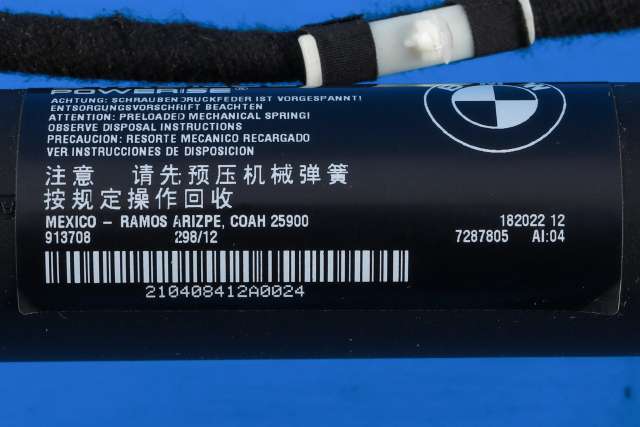 POWERISE®
ACHTUNG: SCHRAUBENDRUCKFEDER IST VORGESPANNT!
ENTSORGUNGSVORSCHRIFT BEACHTEN
ATTENTION: PRELOADED MECHANICAL SPRING!
OBSERVE DISPOSAL INSTRUCTIONS
PRECAUCION: RESORTE MECANICO RECARGADO
VER INSTRUCCIONES DE DISPOSICION
注意 请先预压机械弹簧
按规定操作回收
MEXICO - RAMOS ARIZPE, COAH 25900
182022 12
913708 298/12
7287805 AI:04
210408412A0024
BMW